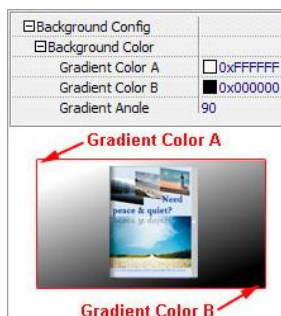 Background Config
Background Color
Gradient Color A 0xFFFFFF
Gradient Color B 0x000000
Gradient Angle 90
Gradient Color A
Need
peace & quiet?
Gradient Color B